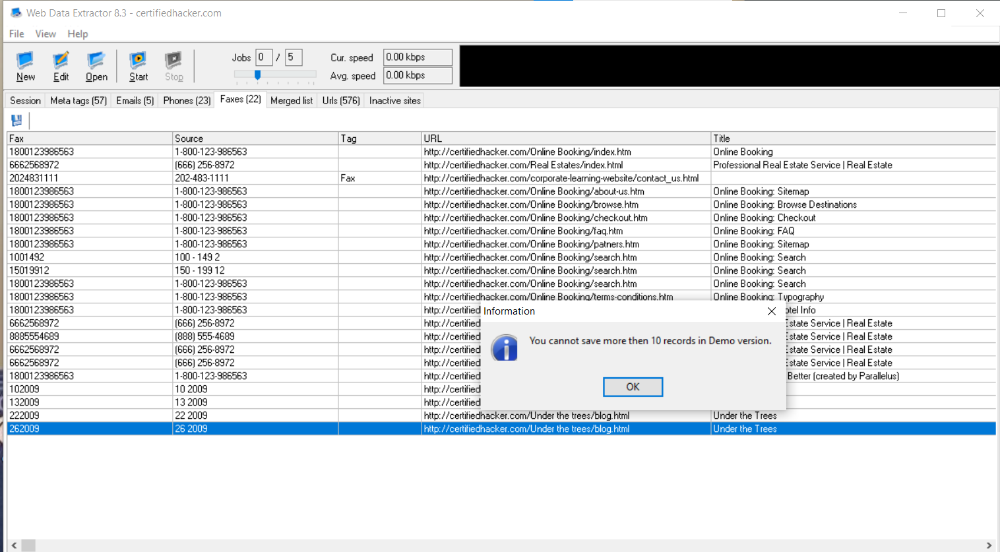 Web Data Extractor 8.3 - certifiedhacker.com
File View Help
New Edit Open Start Stop
Jobs 0 / 5
Cur. speed 0.00 kbps
Avg. speed 0.00 kbps
Session Meta tags (57) Emails (5) Phones (23) Faxes (22) Merged list Urls (576) Inactive sites
Fax Source Tag URL Title
1800123986563 1-800-123-986563 http://certifiedhacker.com/Online Booking/index.htm Online Booking
6662568972 (666) 256-8972 http://certifiedhacker.com/Real Estates/index.html Professional Real Estate Service | Real Estate
2024831111 202-483-1111 Fax http://certifiedhacker.com/corporate-learning-website/contact_us.html
1800123986563 1-800-123-986563 http://certifiedhacker.com/Online Booking/about-us.htm Online Booking: Sitemap
1800123986563 1-800-123-986563 http://certifiedhacker.com/Online Booking/browse.htm Online Booking: Browse Destinations
1800123986563 1-800-123-986563 http://certifiedhacker.com/Online Booking/checkout.htm Online Booking: Checkout
1800123986563 1-800-123-986563 http://certifiedhacker.com/Online Booking/faq.htm Online Booking: FAQ
1800123986563 1-800-123-986563 http://certifiedhacker.com/Online Booking/patners.htm Online Booking: Sitemap
1001492 100 - 149 2 http://certifiedhacker.com/Online Booking/search.htm Online Booking: Search
15019912 150 - 199 12 http://certifiedhacker.com/Online Booking/search.htm Online Booking: Search
1800123986563 1-800-123-986563 http://certifiedhacker.com/Online Booking/search.htm Online Booking: Search
1800123986563 1-800-123-986563 http://certifiedhacker.com/Online Booking/terms-conditions.htm Online Booking: Typography
1800123986563 1-800-123-986563 http://certified otel Info
6662568972 (666) 256-8972 http://certified Estate Service | Real Estate
8885554689 (888) 555-4689 http://certified Estate Service | Real Estate
6662568972 (666) 256-8972 http://certified Estate Service | Real Estate
6662568972 (666) 256-8972 http://certified Estate Service | Real Estate
1800123986563 1-800-123-986563 http://certified Better (created by Parallelus)
102009 10 2009 http://certified
132009 13 2009 http://certified
222009 22 2009 http://certifiedhacker.com/Under the trees/blog.html Under the Trees
262009 26 2009 http://certifiedhacker.com/Under the trees/blog.html Under the Trees
Information
You cannot save more then 10 records in Demo version.
OK